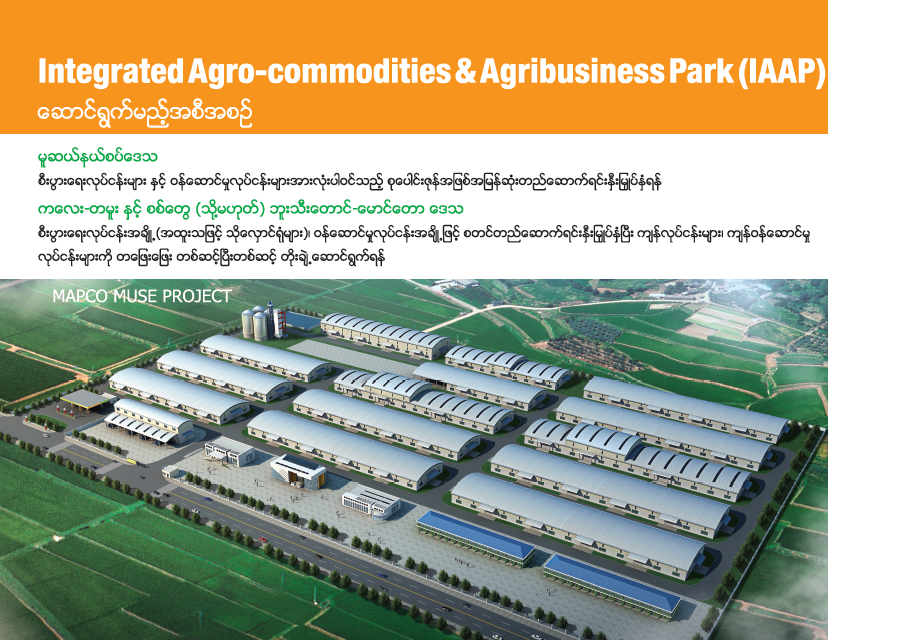 Integrated Agro-commodities & Agribusiness Park (IAAP)
ဆောင်ရွက်မည့်အစီအစဉ်
မူဆယ်နယ်စပ်ဒေသ
စီးပွားရေးလုပ်ငန်းများ နှင့် ဝန်ဆောင်မှုလုပ်ငန်းများအားလုံးပါဝင်သည့် စုပေါင်းဇုန်အဖြစ်အမြန်ဆုံးတည်ဆောက်ရင်းနှီးမြှုပ်နှံရန်
ကလေး-တမူး နှင့် စစ်တွေ (သို့မဟုတ်) ဘူးသီးတောင်-မောင်တော ဒေသ
စီးပွားရေးလုပ်ငန်းအချို့ (အထူးသဖြင့် သိုလှောင်ရုံများ)၊ ဝန်ဆောင်မှုလုပ်ငန်းအချို့ဖြင့် စတင်တည်ဆောက်ရင်းနှီးမြှုပ်နှံပြီး ကျန်လုပ်ငန်းများ၊ ကျန်ဝန်ဆောင်မှု
လုပ်ငန်းများကို တဖြေးဖြေး တစ်ဆင့်ပြီးတစ်ဆင့် တိုးချဲ့ဆောင်ရွက်ရန်
MAPCO MUSE PROJECT